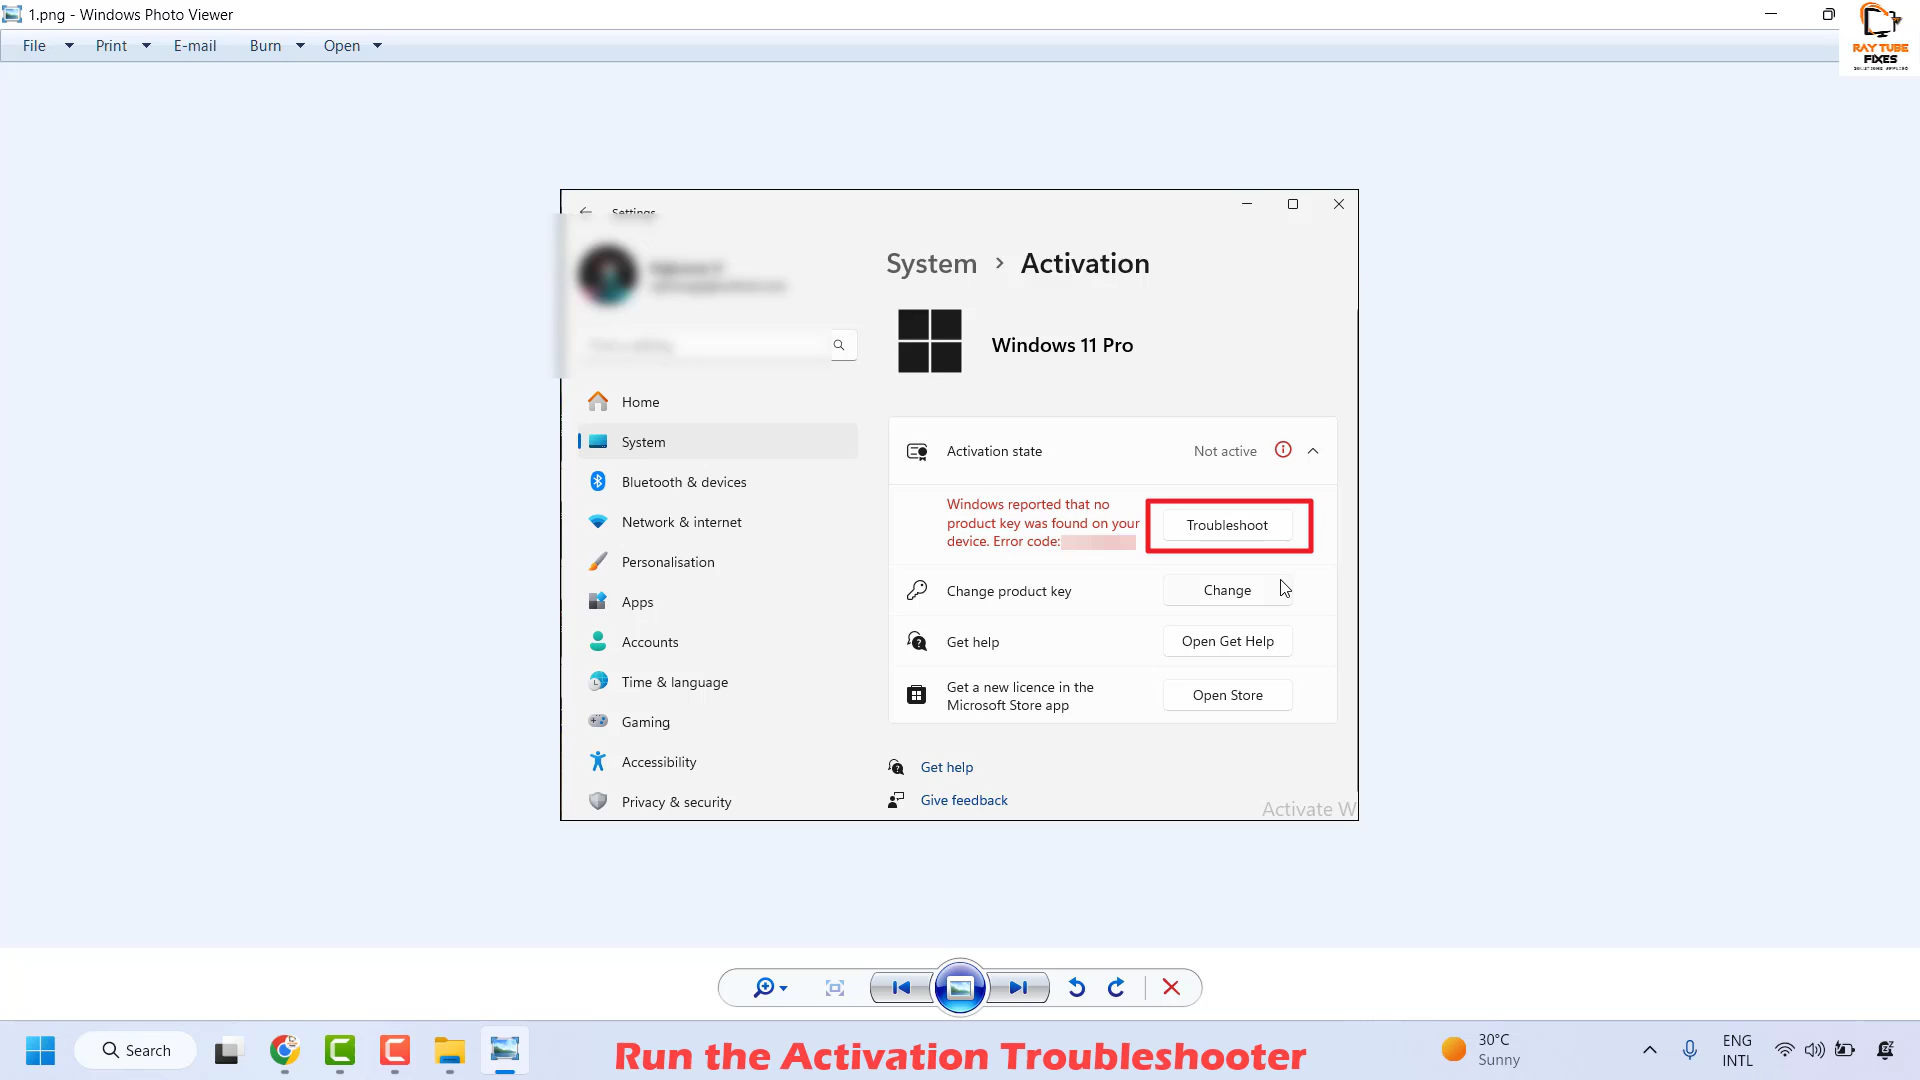 1.png - Windows Photo Viewer
File
Print
E-mail
Burn
Open
RAY TUBE
FIXES
Settings
System > Activation
Windows 11 Pro
Home
System
Bluetooth & devices
Network & internet
Personalisation
Apps
Accounts
Time & language
Gaming
Accessibility
Privacy & security
Activation state
Not active
Windows reported that no
product key was found on your
device. Error code:
Troubleshoot
Change product key
Change
Get help
Open Get Help
Get a new licence in the
Microsoft Store app
Open Store
Get help
Give feedback
Activate W
Search
Run the Activation Troubleshooter
30°C
Sunny
ENG
INTL